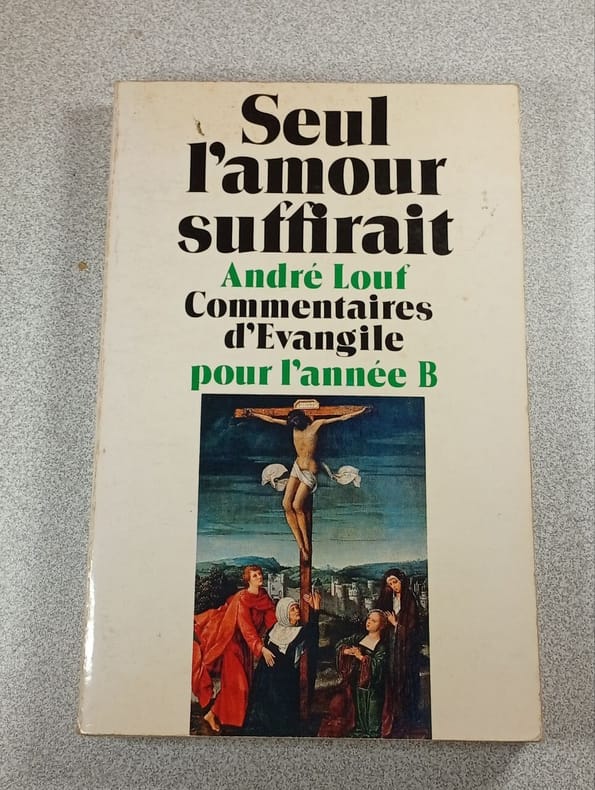 Seul
l'amour
suffirait
André Louf
Commentaires
d'Evangile
pour l'année B